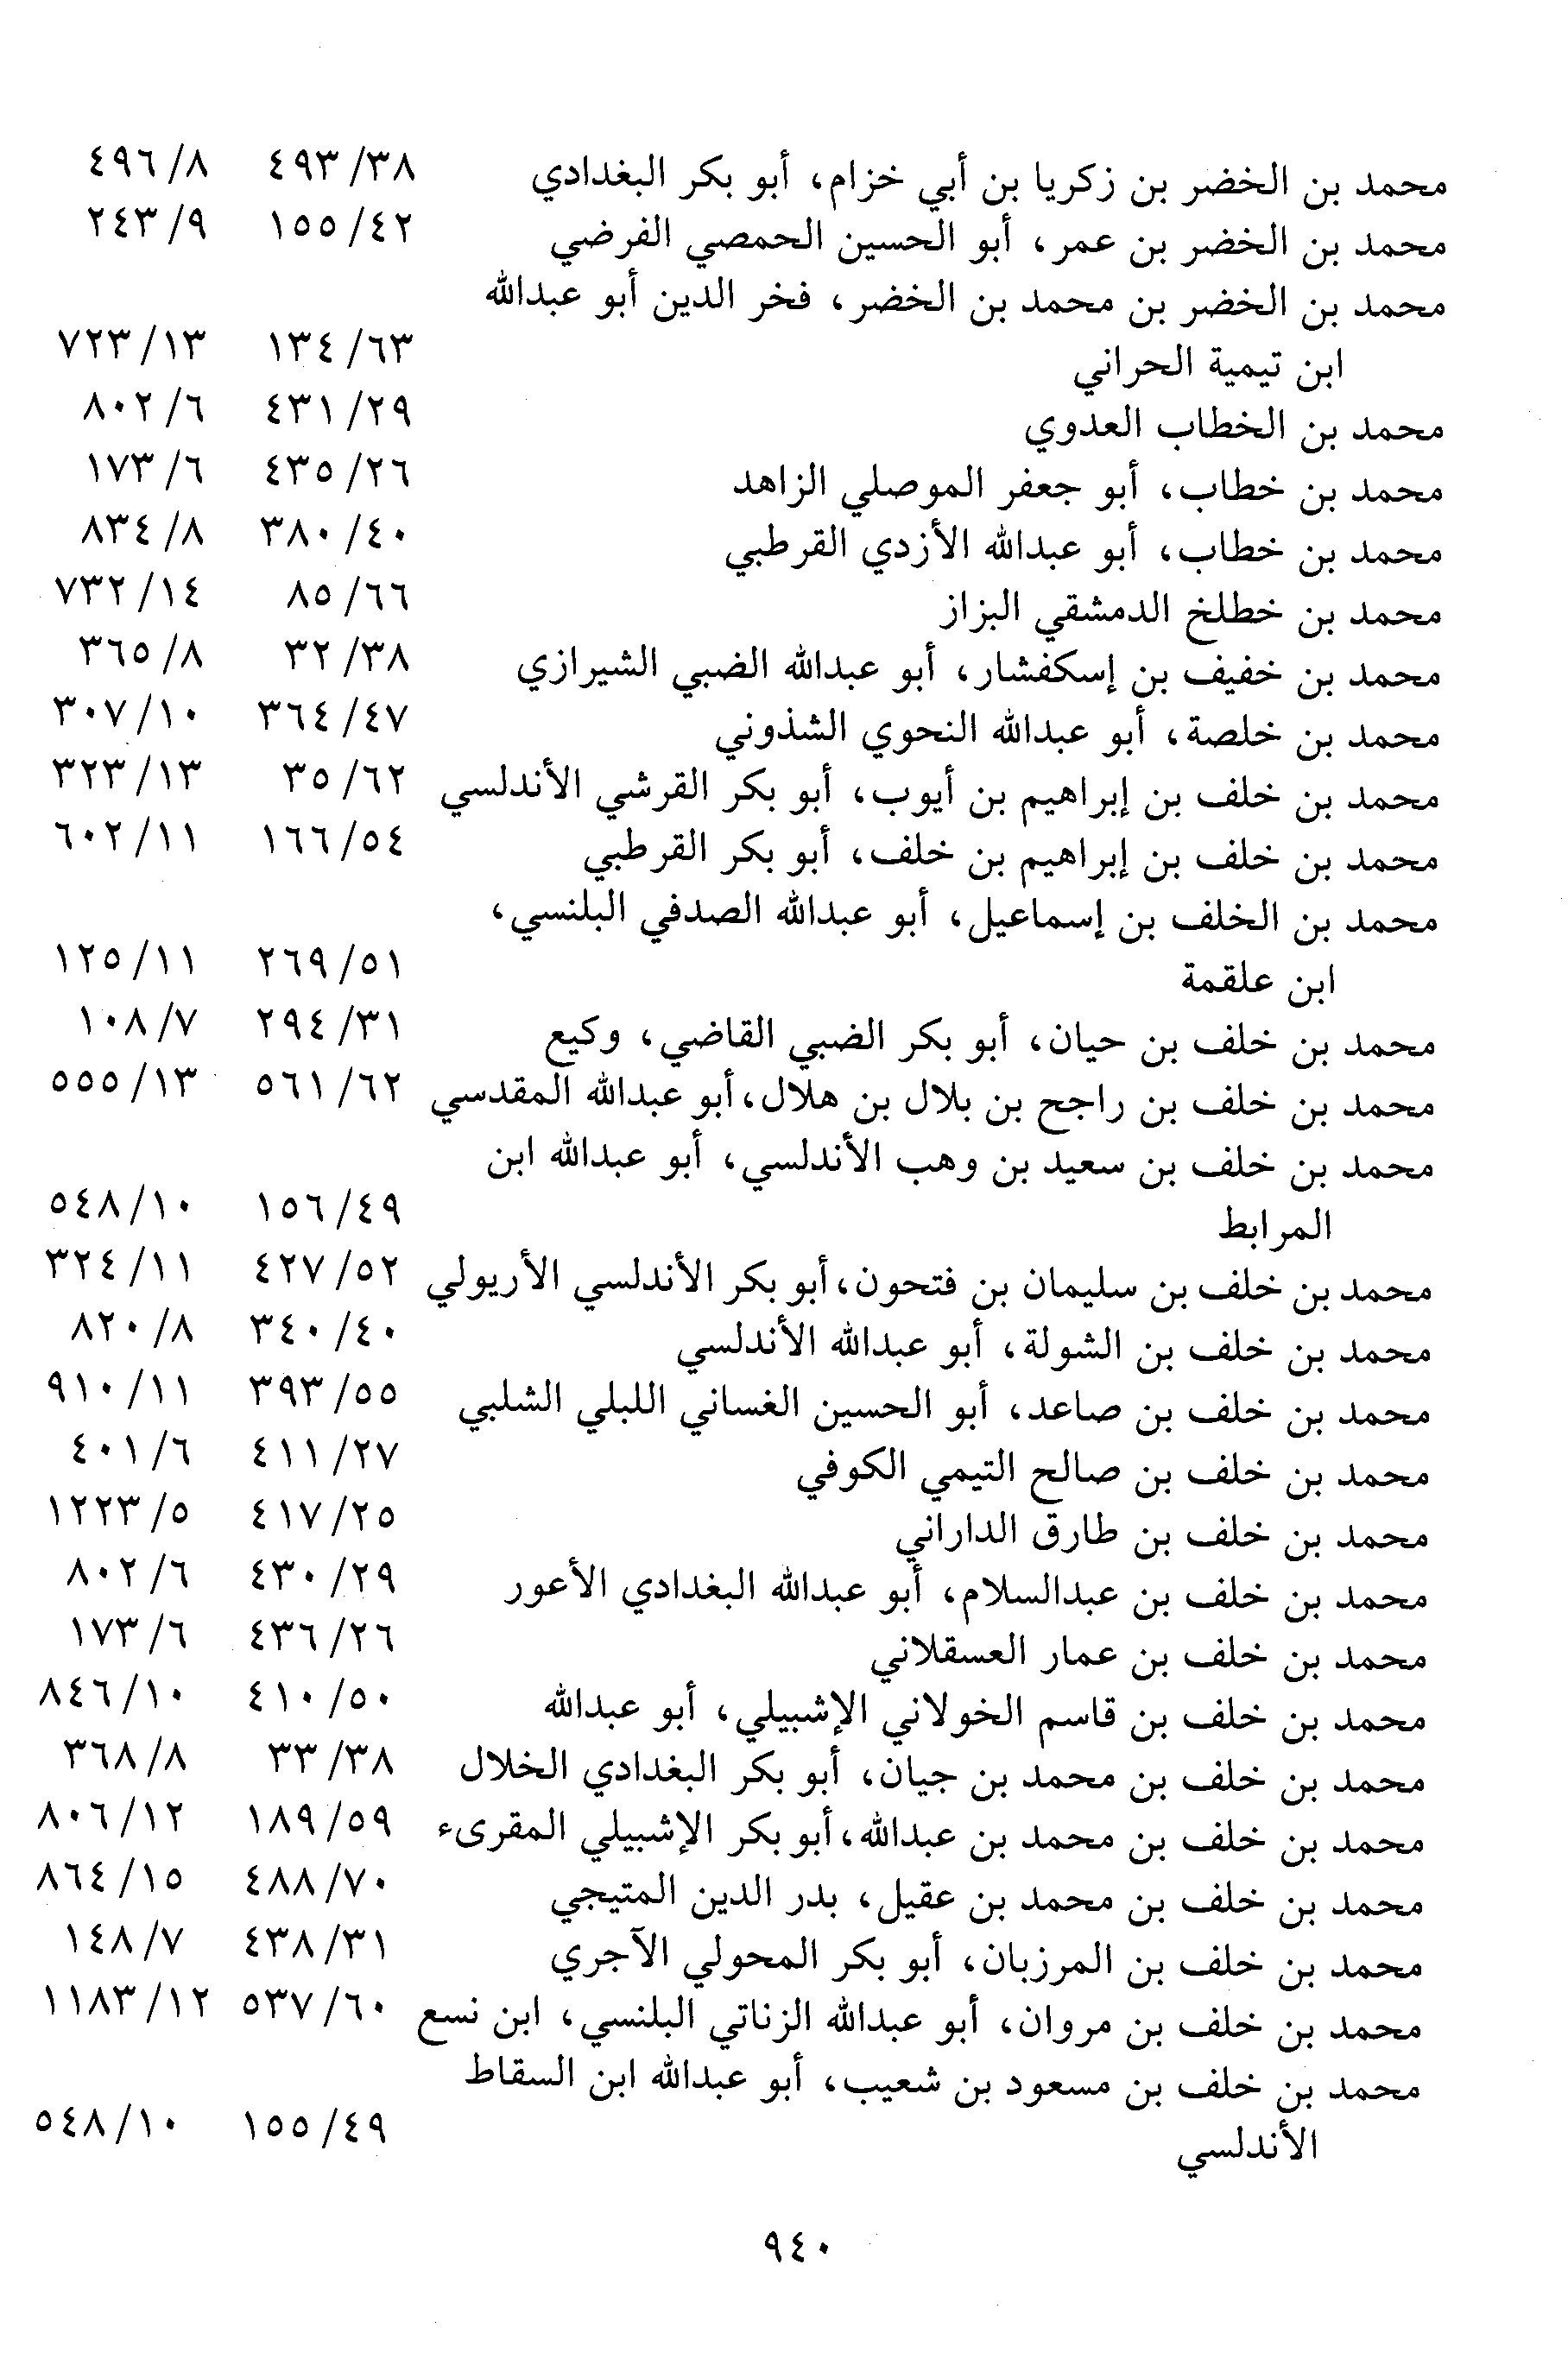 محمد بن الخضر بن زكريا بن أبي خزام، أبو بكر البغدادي ٤٩٣/٣٨ ٤٩٦/٨
محمد بن الخضر بن عمر، أبو الحسين الحمصي الفرضي ١٥٥/٤٢ ٢٤٣/٩
محمد بن الخضر بن محمد بن الخضر، فخر الدين أبو عبدالله
ابن تيمية الحراني ١٣٤/٦٣ ٧٢٣/١٣
محمد بن الخطاب العدوي ٤٣١/٢٩ ٨٠٢/٦
محمد بن خطاب، أبو جعفر الموصلي الزاهد ٤٣٥/٢٦ ١٧٣/٦
محمد بن خطاب، أبو عبدالله الأزدي القرطبي ٣٨٠/٤٠ ٨٣٤/٨
محمد بن خطلخ الدمشقي البزاز ٨٥/٦٦ ٧٣٢/١٤
محمد بن خفيف بن إسكفشار، أبو عبدالله الضبي الشيرازي ٣٢/٣٨ ٣٦٥/٨
محمد بن خلصة، أبو عبدالله النحوي الشذوني ٣٦٤/٤٧ ٣٠٧/١٠
محمد بن خلف بن إبراهيم بن أيوب، أبو بكر القرشي الأندلسي ٣٥/٦٢ ٣٢٣/١٣
محمد بن خلف بن إبراهيم بن خلف، أبو بكر القرطبي ١٦٦/٥٤ ٦٠٢/١١
محمد بن الخلف بن إسماعيل، أبو عبدالله الصدفي البلنسي،
ابن علقمة ٢٦٩/٥١ ١٢٥/١١
محمد بن خلف بن حيان، أبو بكر الضبي القاضي، وكيع ٢٩٤/٣١ ١٠٨/٧
محمد بن خلف بن راجح بن بلال بن هلال، أبو عبدالله المقدسي ٥٦١/٦٢ ٥٥٥/١٣
محمد بن خلف بن سعيد بن وهب الأندلسي، أبو عبدالله ابن
المرابط ١٥٦/٤٩ ٥٤٨/١٠
محمد بن خلف بن سليمان بن فتحون، أبو بكر الأندلسي الأريولي ٤٢٧/٥٢ ٣٢٤/١١
محمد بن خلف بن الشولة، أبو عبدالله الأندلسي ٣٤٠/٤٠ ٨٢٠/٨
محمد بن خلف بن صاعد، أبو الحسين الغساني اللبلي الشلبي ٣٩٣/٥٥ ٩١٠/١١
محمد بن خلف بن صالح التيمي الكوفي ٤١١/٢٧ ٤٠١/٦
محمد بن خلف بن طارق الداراني ٤١٧/٢٥ ١٢٢٣/٥
محمد بن خلف بن عبدالسلام، أبو عبدالله البغدادي الأعور ٤٣٠/٢٩ ٨٠٢/٦
محمد بن خلف بن عمار العسقلاني ٤٣٦/٢٦ ١٧٣/٦
محمد بن خلف بن قاسم الخولاني الإشبيلي، أبو عبدالله ٤١٠/٥٠ ٨٤٦/١٠
محمد بن خلف بن محمد بن جيان، أبو بكر البغدادي الخلال ٣٣/٣٨ ٣٦٨/٨
محمد بن خلف بن محمد بن عبدالله، أبو بكر الإشبيلي المقرىء ١٨٩/٥٩ ٨٠٦/١٢
محمد بن خلف بن محمد بن عقيل، بدر الدين المتيجي ٤٨٨/٧٠ ٨٦٤/١٥
محمد بن خلف بن المرزبان، أبو بكر المحولي الآجري ٤٣٨/٣١ ١٤٨/٧
محمد بن خلف بن مروان، أبو عبدالله الزناتي البلنسي، ابن نسع ٥٣٧/٦٠ ١١٨٣/١٢
محمد بن خلف بن مسعود بن شعيب، أبو عبدالله ابن السقاط
الأندلسي ١٥٥/٤٩ ٥٤٨/١٠
٩٤٠